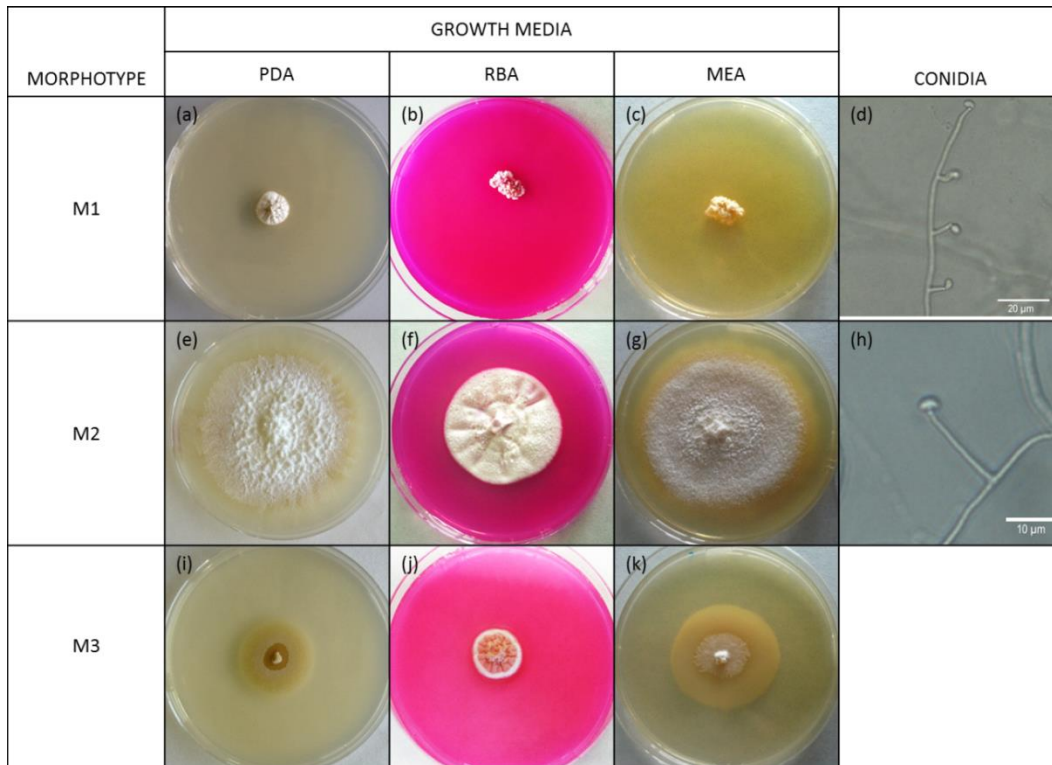 GROWTH MEDIA
MORPHOTYPE PDA RBA MEA CONIDIA
M1
(a) (b) (c) (d)
20 µm
M2
(e) (f) (g) (h)
10 µm
M3
(i) (j) (k)